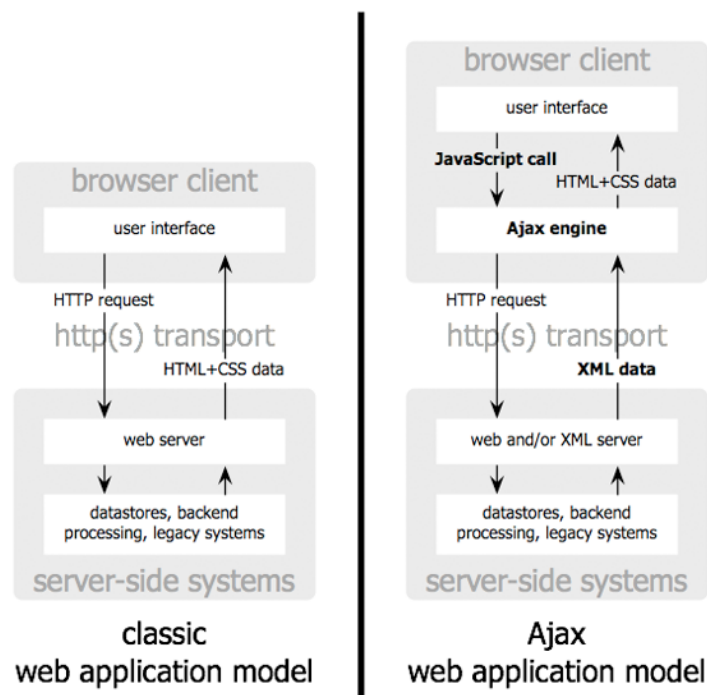 browser client
user interface
HTTP request
http(s) transport
HTML+CSS data
web server
datastores, backend
processing, legacy systems
server-side systems
classic
web application model
browser client
user interface
JavaScript call
HTML+CSS data
Ajax engine
HTTP request
http(s) transport
XML data
web and/or XML server
datastores, backend
processing, legacy systems
server-side systems
Ajax
web application model